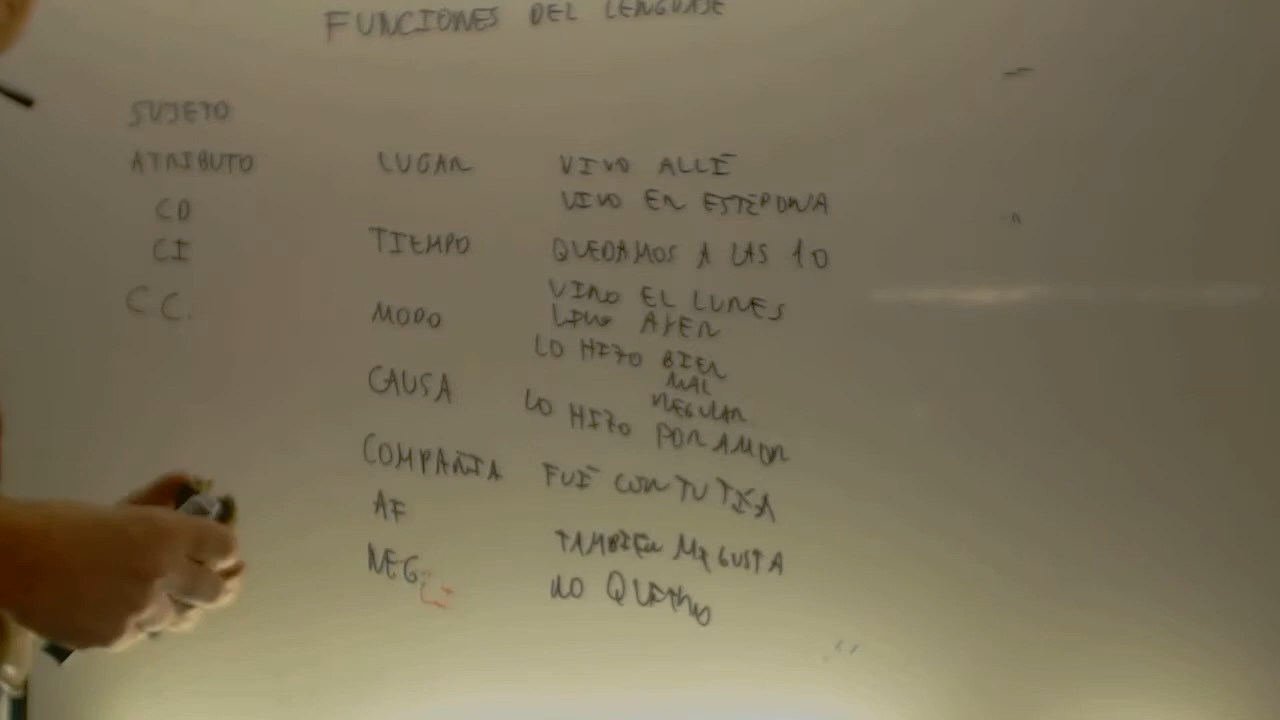 FUNCIONES DEL LENGUAJE
SUJETO
ATRIBUTO LUGAR VIVO ALLÍ
CD VIVO EN ESTEPONA
CI TIEMPO QUEDAMOS A LAS 10
C.C. VINO EL LUNES
MODO VINO AYER
LO HIZO BIEN
MAL
CAUSA REGULAR
LO HIZO POR AMOR
COMPAÑÍA FUÉ CON TU TÍA
AF
TAMBIÉN ME GUSTA
NEG NO QUIERO